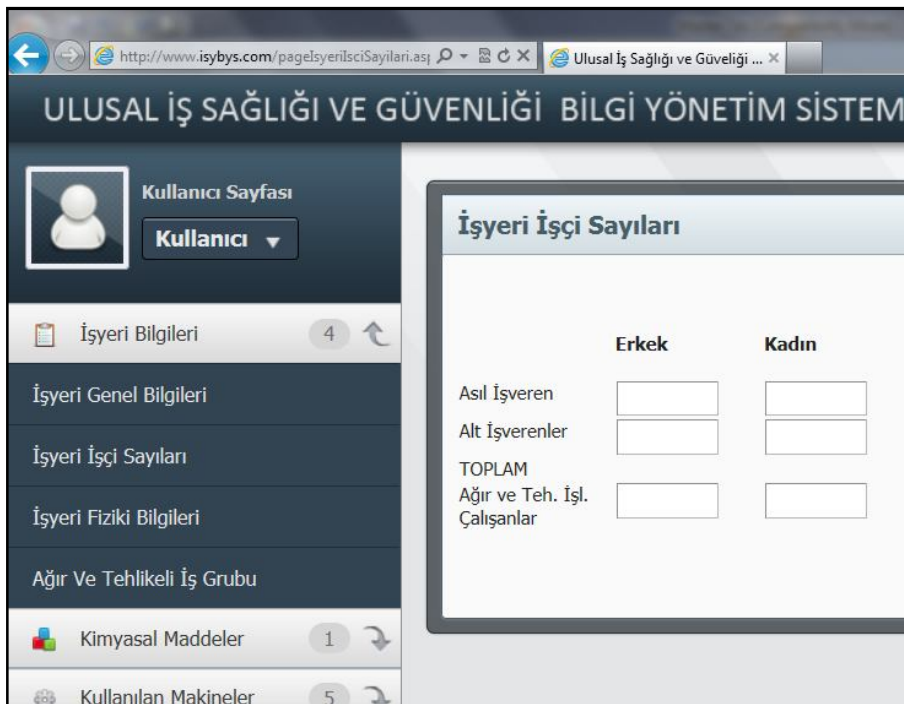 http://www.isybys.com/pageIsyeriIsciSayilari.asp
Ulusal İş Sağlığı ve Güveliği ...
ULUSAL İŞ SAĞLIĞI VE GÜVENLİĞİ BİLGİ YÖNETİM SİSTEM
Kullanıcı Sayfası
Kullanıcı
İşyeri Bilgileri 4
İşyeri Genel Bilgileri
İşyeri İşçi Sayıları
İşyeri Fiziki Bilgileri
Ağır Ve Tehlikeli İş Grubu
Kimyasal Maddeler 1
Kullanılan Makineler 5
İşyeri İşçi Sayıları
Erkek Kadın
Asıl İşveren
Alt İşverenler
TOPLAM
Ağır ve Teh. İşl.
Çalışanlar